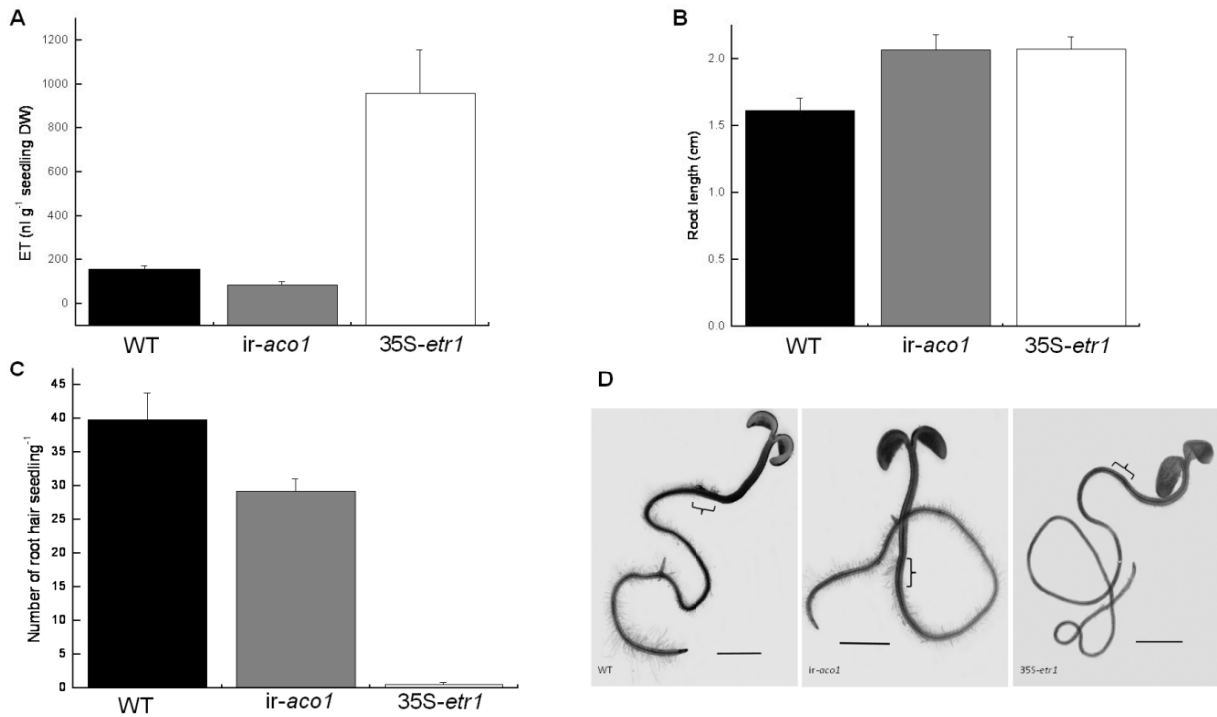 A
ET (nl g⁻¹ seedling DW)
1200
1000
800
600
400
200
0
WT
ir-aco1
35S-etr1
B
Root length (cm)
2.0
1.5
1.0
0.5
0.0
WT
ir-aco1
35S-etr1
C
Number of root hair seedling⁻¹
45
40
35
30
25
20
15
10
5
0
WT
ir-aco1
35S-etr1
D
WT
ir-aco1
35S-etr1